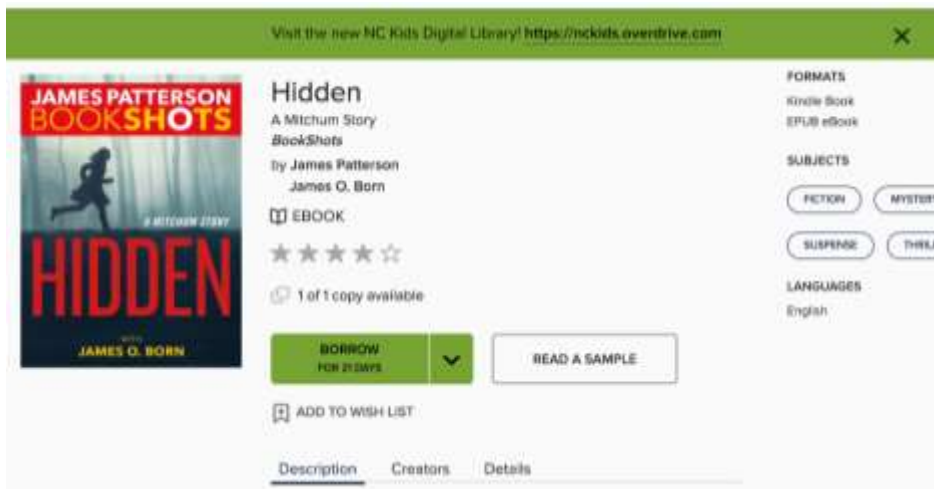 Visit the new NC Kids Digital Library! https://nckids.overdrive.com
JAMES PATTERSON
BOOKSHOTS
A MITCHUM STORY
HIDDEN
WITH
JAMES O. BORN
Hidden
A Mitchum Story
BookShots
by James Patterson
James O. Born
EBOOK
1 of 1 copy available
BORROW
FOR 21 DAYS
READ A SAMPLE
ADD TO WISH LIST
Description Creators Details
FORMATS
Kindle Book
EPUB eBook
SUBJECTS
FICTION MYSTER
SUSPENSE THRIL
LANGUAGES
English